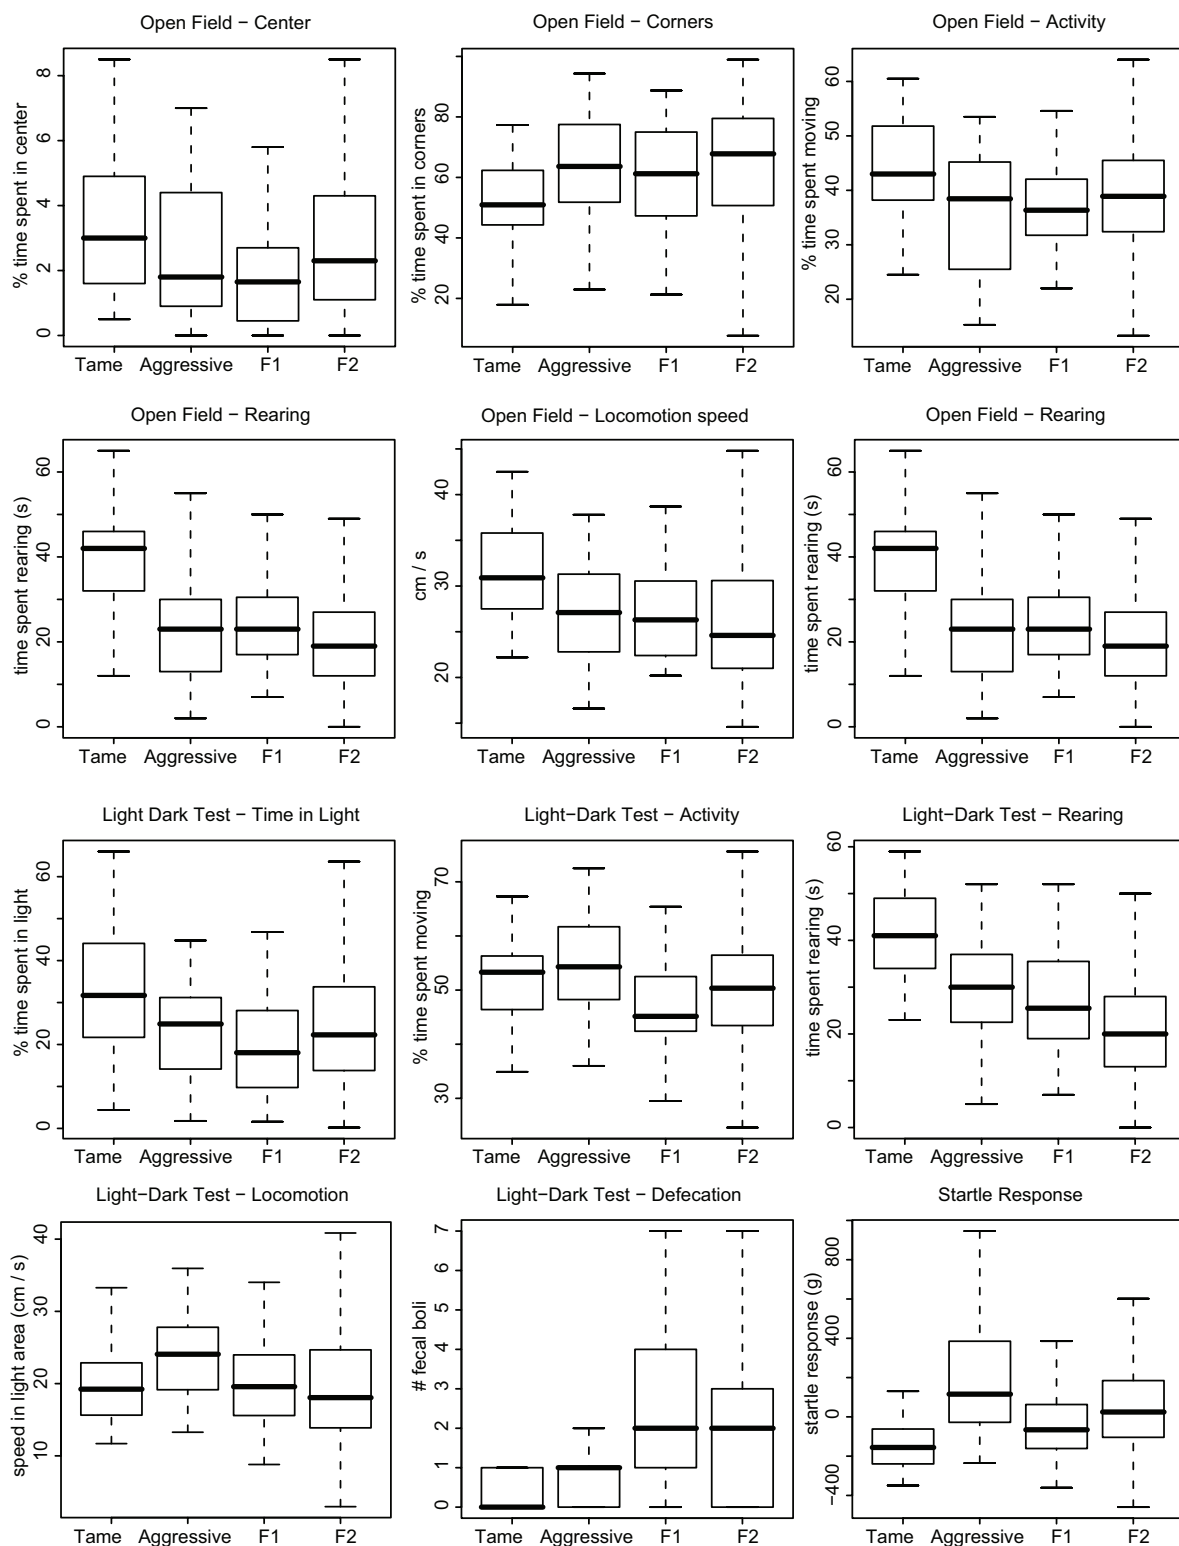 Open Field − Center
Open Field − Corners
Open Field − Activity
% time spent in center
0
2
4
6
8
Tame Aggressive F1 F2
% time spent in corners
20
40
60
80
Tame Aggressive F1 F2
% time spent moving
20
30
40
50
60
Tame Aggressive F1 F2
Open Field − Rearing
Open Field − Locomotion speed
Open Field − Rearing
time spent rearing (s)
0
20
40
60
Tame Aggressive F1 F2
cm / s
20
30
40
Tame Aggressive F1 F2
time spent rearing (s)
0
20
40
60
Tame Aggressive F1 F2
Light Dark Test − Time in Light
Light−Dark Test − Activity
Light−Dark Test − Rearing
% time spent in light
0
20
40
60
Tame Aggressive F1 F2
% time spent moving
30
50
70
Tame Aggressive F1 F2
time spent rearing (s)
0
20
40
60
Tame Aggressive F1 F2
Light−Dark Test − Locomotion
Light−Dark Test − Defecation
Startle Response
speed in light area (cm / s)
10
20
30
40
Tame Aggressive F1 F2
# fecal boli
0
1
2
3
4
5
6
7
Tame Aggressive F1 F2
startle response (g)
−400
0
400
800
Tame Aggressive F1 F2